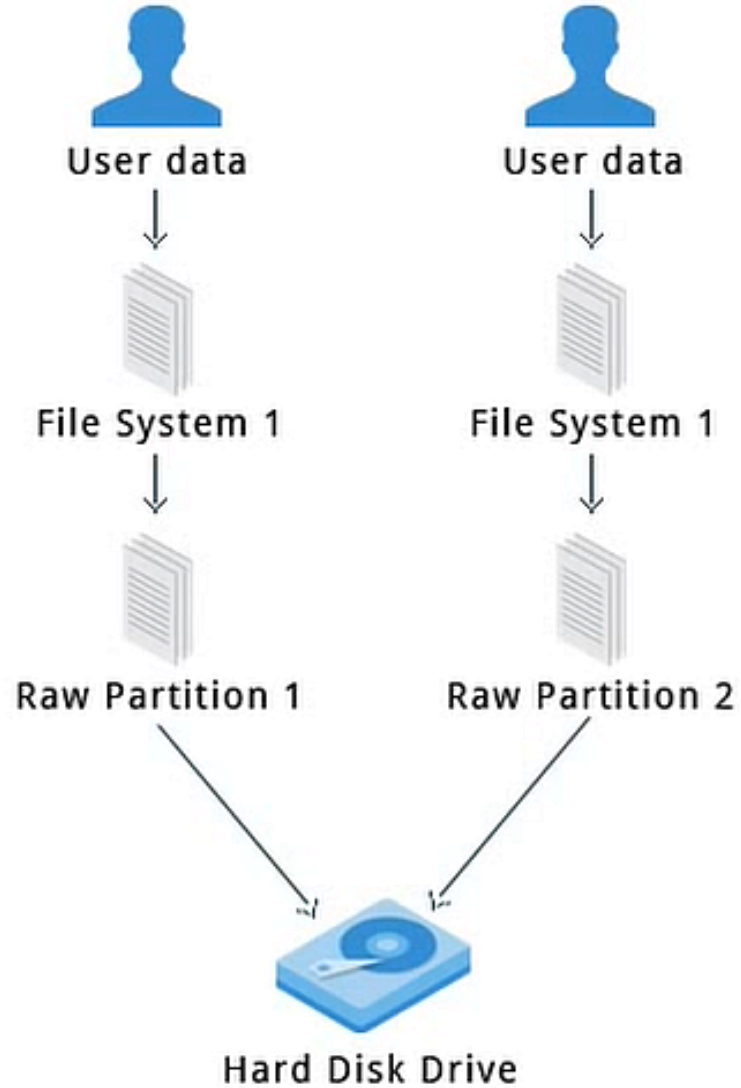 User data
User data
File System 1
File System 1
Raw Partition 1
Raw Partition 2
Hard Disk Drive